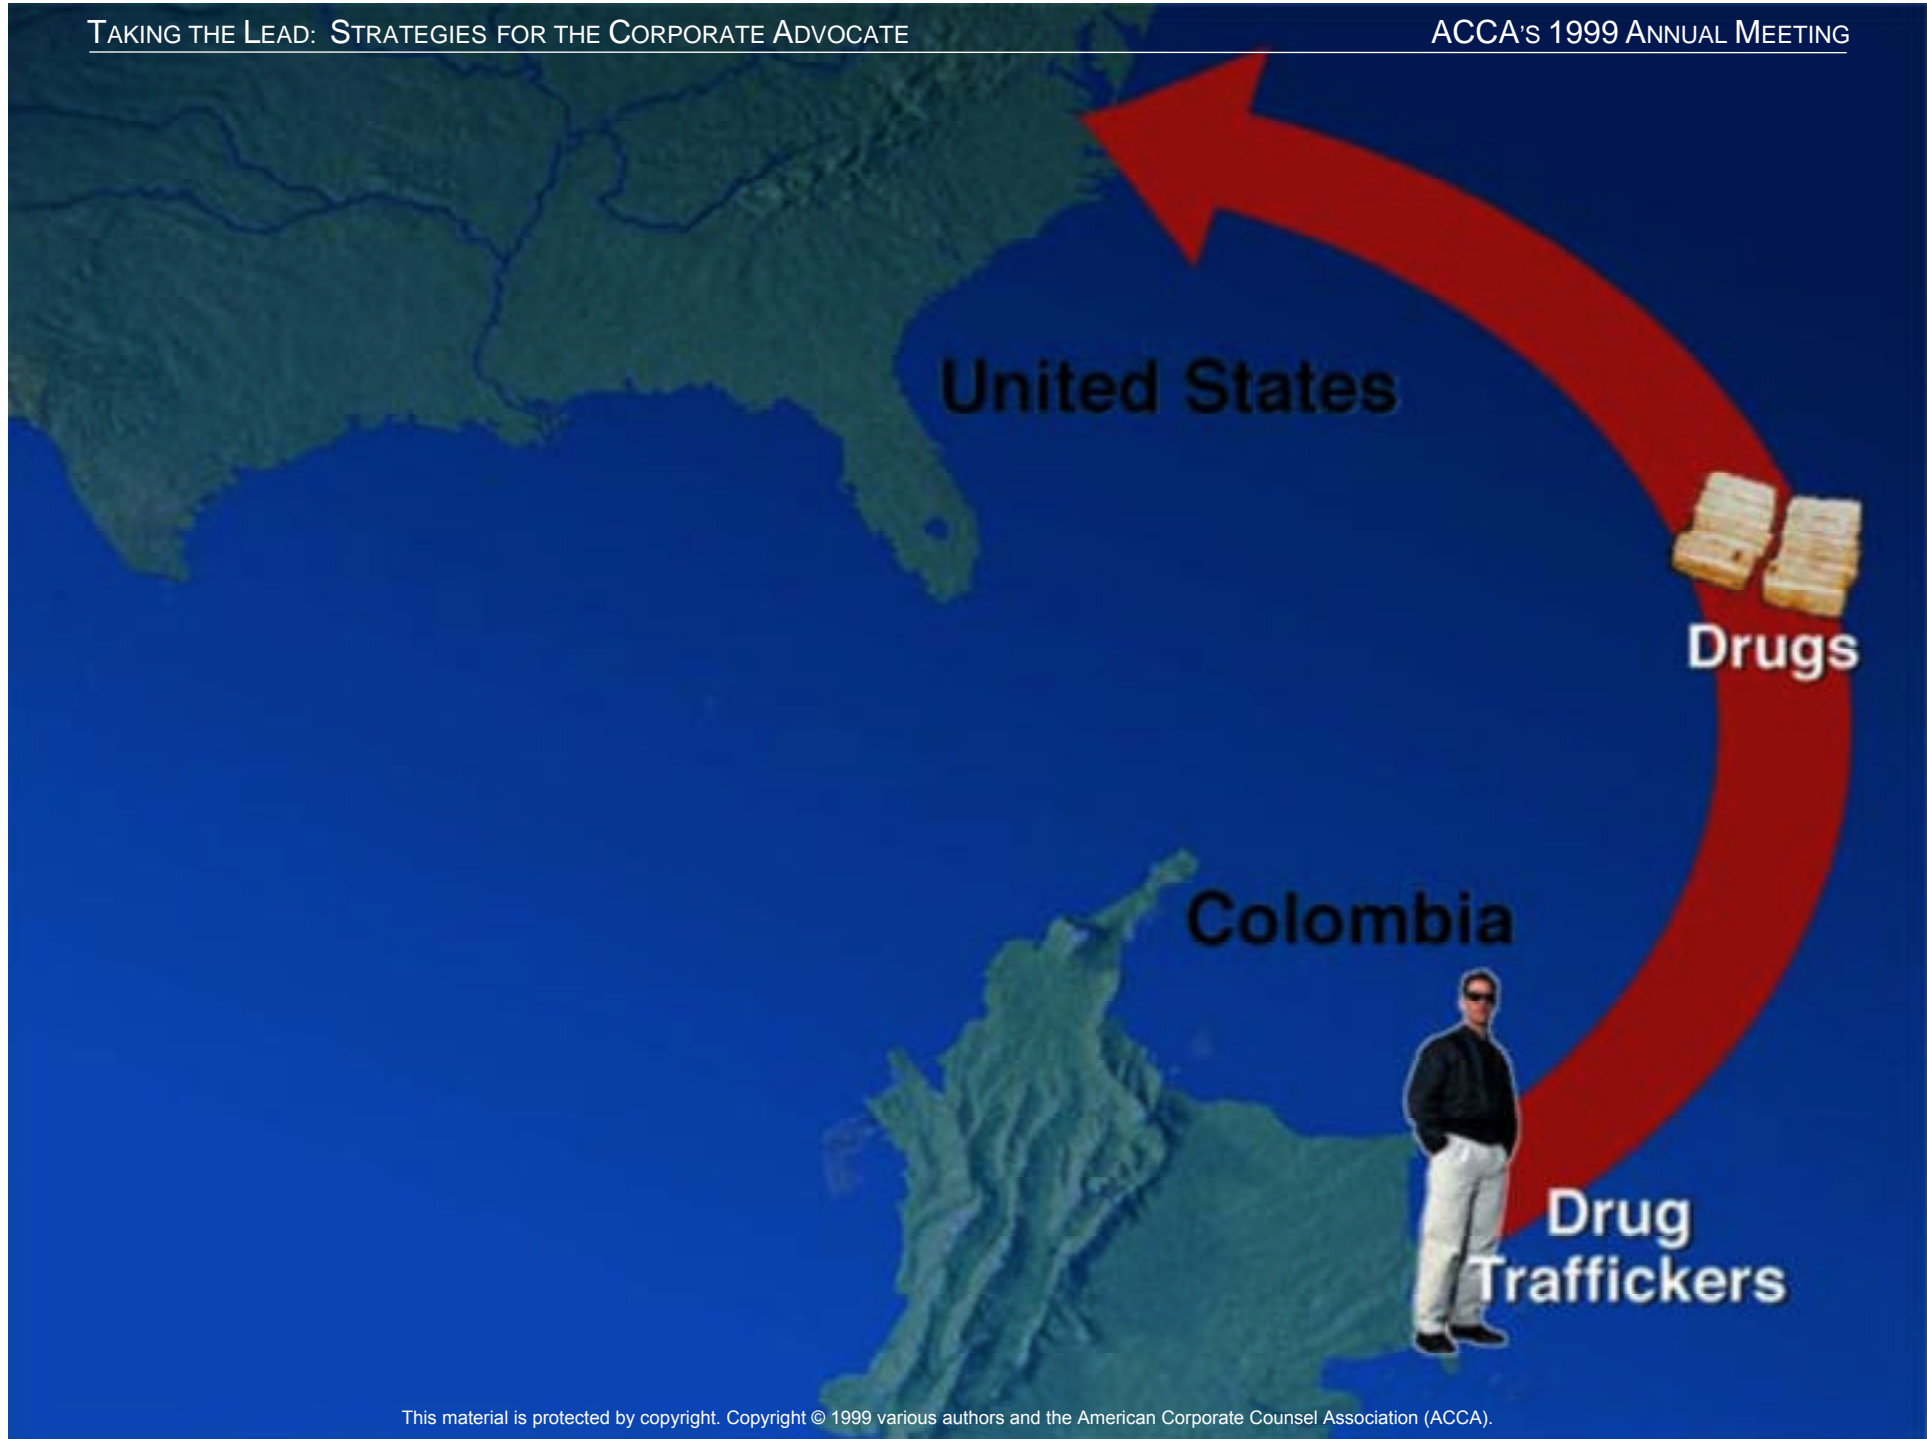 TAKING THE LEAD: STRATEGIES FOR THE CORPORATE ADVOCATE
ACCA'S 1999 ANNUAL MEETING
United States
Drugs
Colombia
Drug
Traffickers
This material is protected by copyright. Copyright © 1999 various authors and the American Corporate Counsel Association (ACCA).